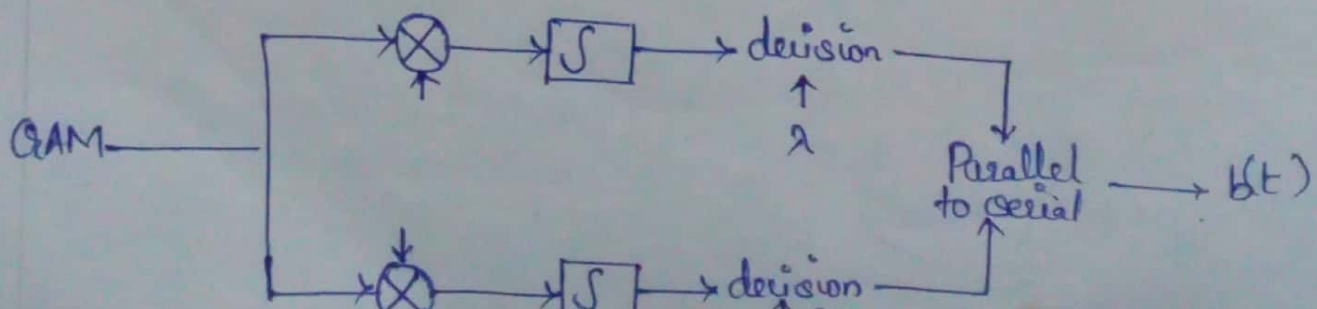 ∫ decision
λ
QAM
Parallel
to serial
b(t)
∫ decision